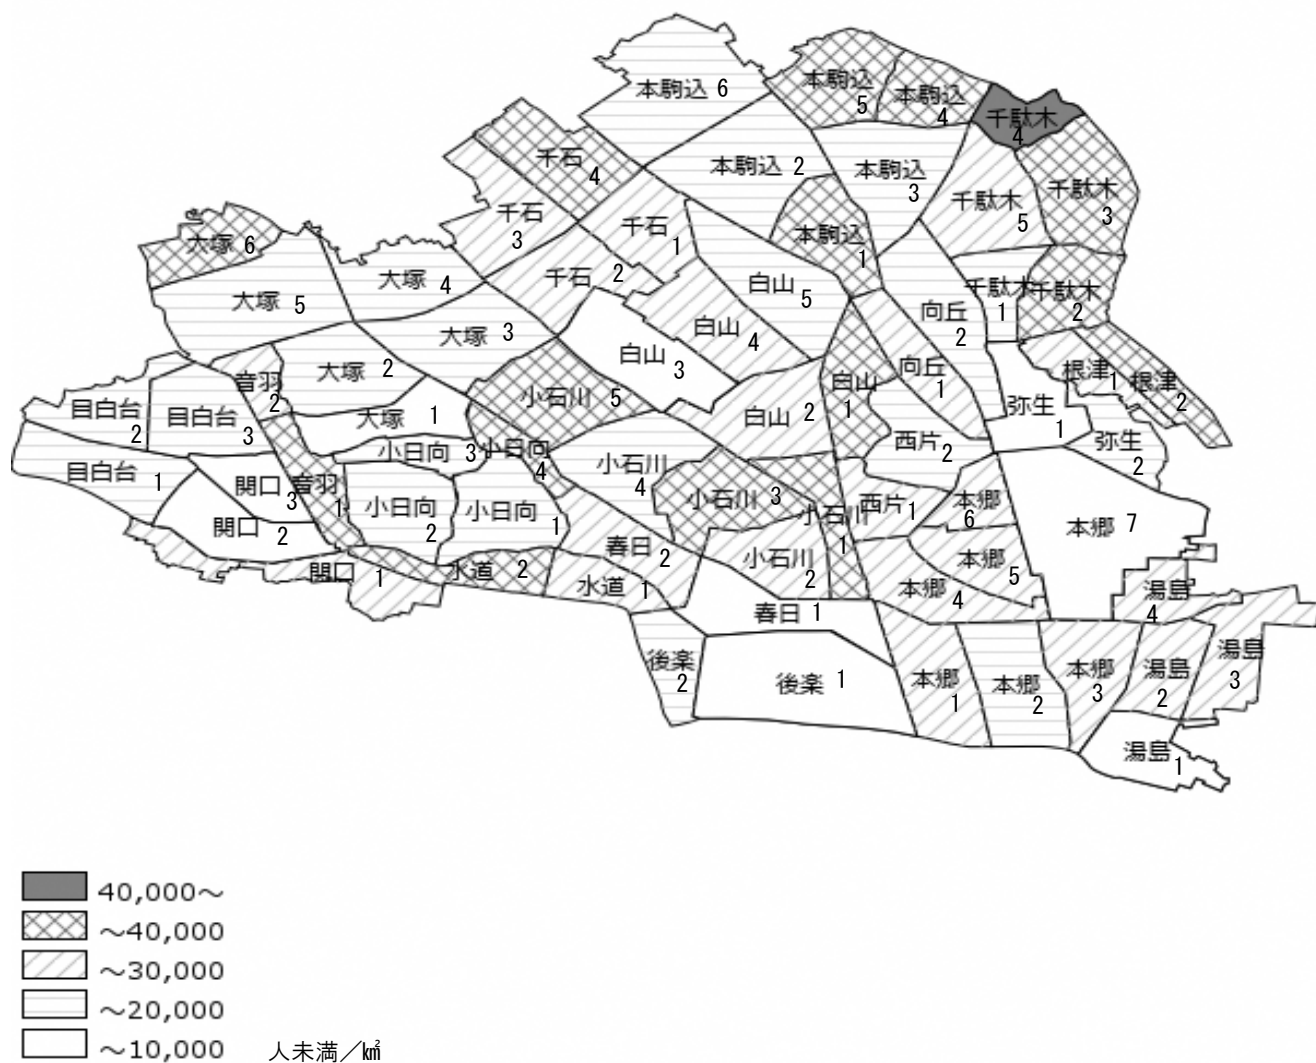 本駒込 6
本駒込 5
本駒込 4
千駄木 4
千石 4
本駒込 2
本駒込 3
千駄木 5
千駄木 3
千石 3
千石 1
本駒込 1
大塚 6
大塚 5
大塚 4
千石 2
白山 5
千駄木 1
千駄木 2
向丘 2
大塚 3
白山 4
白山 3
向丘 1
根津 1
根津 2
音羽 2
大塚 2
小石川 5
白山 1
白山 2
弥生 1
目白台 2
目白台 3
大塚 1
西片 2
弥生 2
小日向 3
小日向 4
小石川 4
目白台 1
関口 3
音羽 1
小日向 2
小日向 1
小石川 3
小石川 1
西片 1
本郷 6
本郷 7
関口 2
春日 2
小石川 2
本郷 5
関口 1
水道 2
水道 1
本郷 4
湯島 4
春日 1
後楽 2
後楽 1
本郷 1
本郷 2
本郷 3
湯島 2
湯島 3
湯島 1
40,000～
～40,000
～30,000
～20,000
～10,000 人未満／㎢